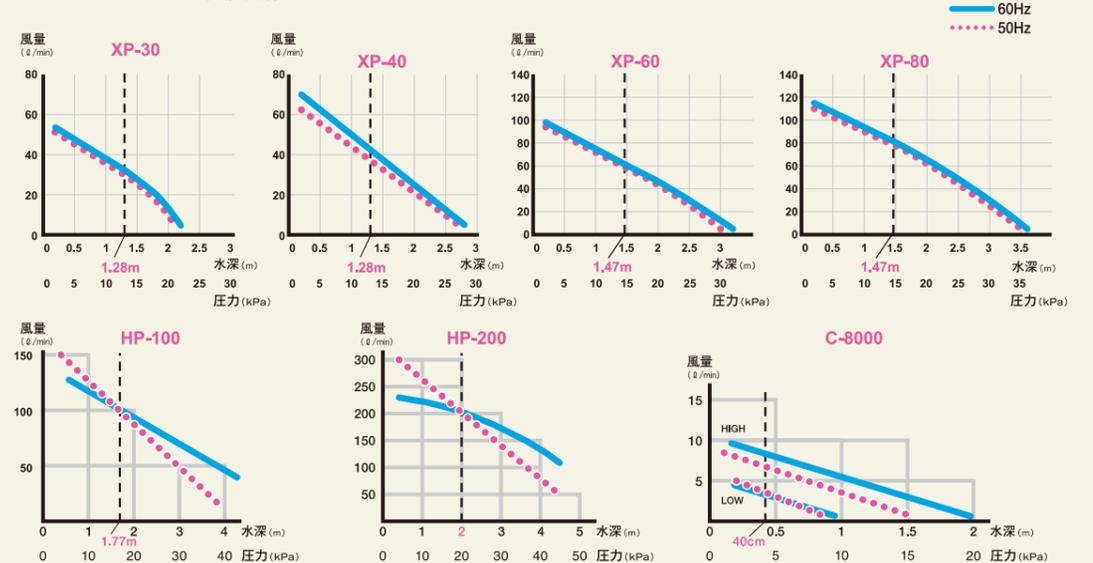 60Hz
50Hz
風量
(ℓ/min)
XP-30
80
60
40
20
0
0 0.5 1 1.5 2 2.5 3
1.28m
水深(m)
0 5 10 15 20 25 30
圧力(kPa)
風量
(ℓ/min)
XP-40
80
60
40
20
0
0 0.5 1 1.5 2 2.5 3
1.28m
水深(m)
0 5 10 15 20 25 30
圧力(kPa)
風量
(ℓ/min)
XP-60
140
120
100
80
60
40
20
0
0 0.5 1 1.5 2 2.5 3
1.47m
水深(m)
0 5 10 15 20 25 30
圧力(kPa)
XP-80
140
120
100
80
60
40
20
0
0 0.5 1 1.5 2 2.5 3 3.5
1.47m
水深(m)
0 5 10 15 20 25 30 35
圧力(kPa)
風量
(ℓ/min)
HP-100
150
100
50
0 1 2 3 4 水深(m)
1.77m
0 10 20 30 40 圧力(kPa)
風量
(ℓ/min)
HP-200
300
250
200
150
100
50
0 1 2 3 4 5 水深(m)
0 10 20 30 40 50 圧力(kPa)
C-8000
風量
(ℓ/min)
15
10
5
HIGH
LOW
0 0.5 1 1.5 2 水深(m)
40cm
0 5 10 15 20 圧力(kPa)